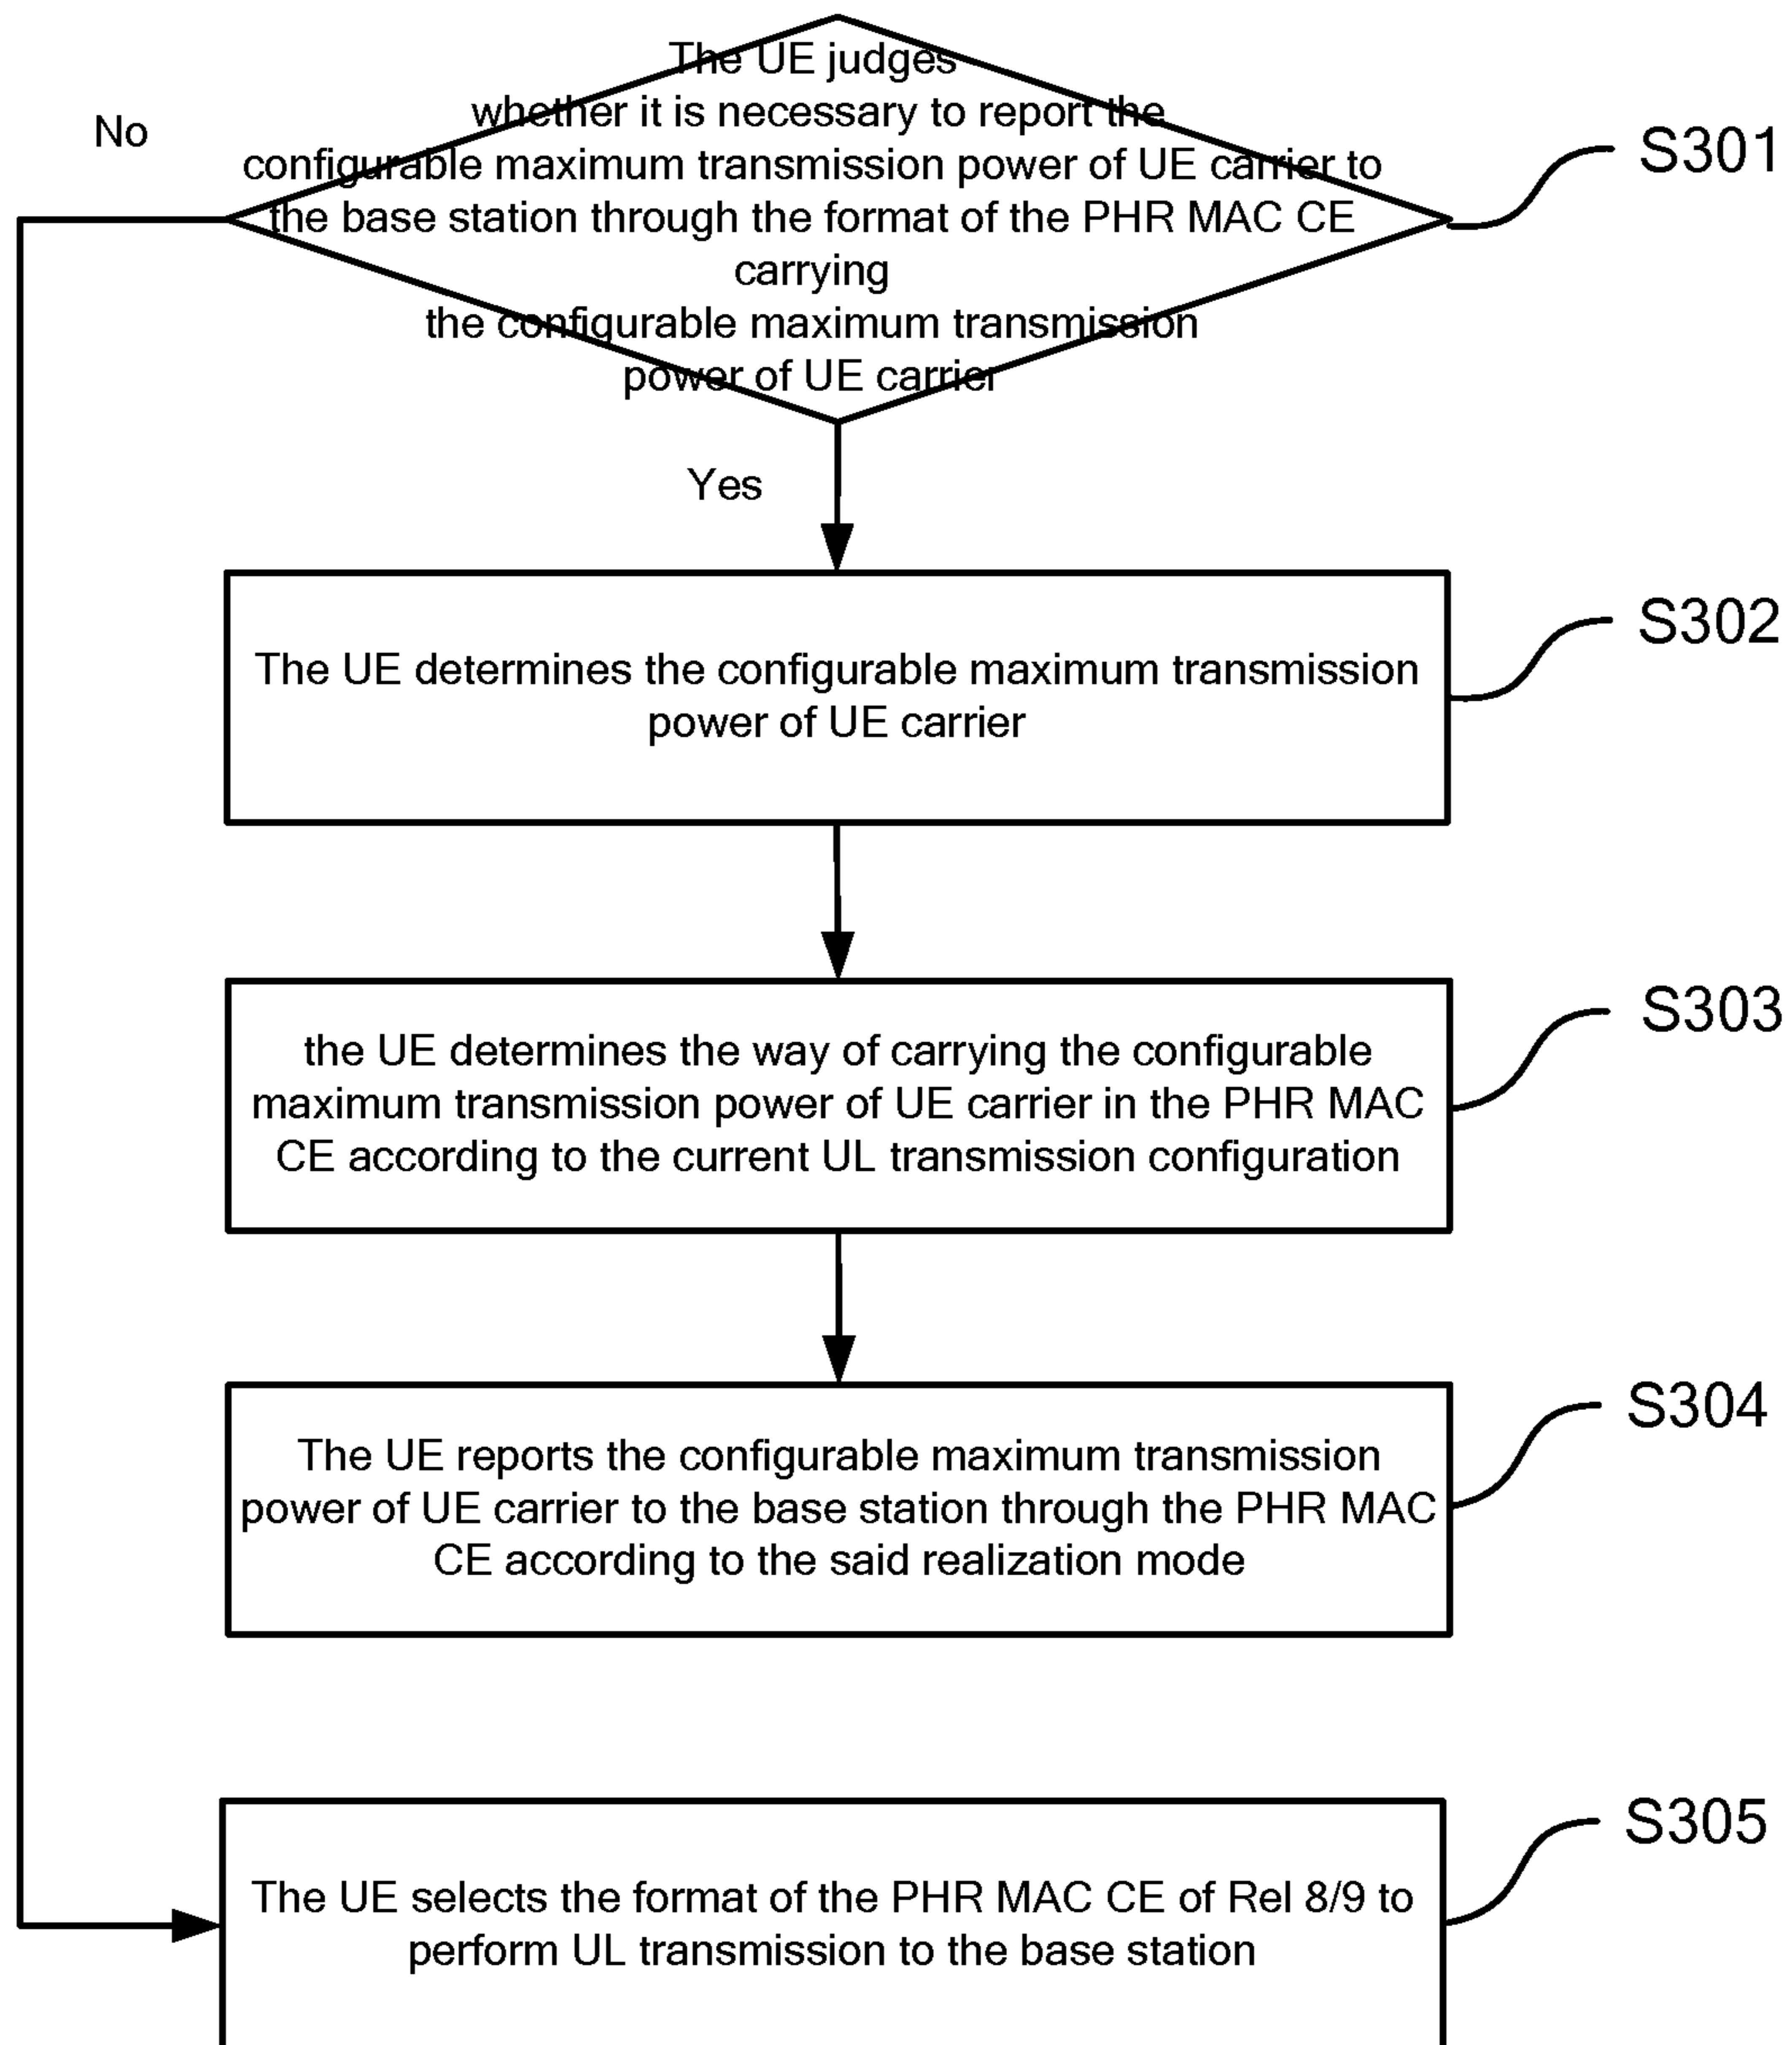 The UE judges
whether it is necessary to report the
configurable maximum transmission power of UE carrier to
the base station through the format of the PHR MAC CE
carrying
the configurable maximum transmission
power of UE carrier
No
S301
Yes
The UE determines the configurable maximum transmission
power of UE carrier
S302
the UE determines the way of carrying the configurable
maximum transmission power of UE carrier in the PHR MAC
CE according to the current UL transmission configuration
S303
The UE reports the configurable maximum transmission
power of UE carrier to the base station through the PHR MAC
CE according to the said realization mode
S304
The UE selects the format of the PHR MAC CE of Rel 8/9 to
perform UL transmission to the base station
S305